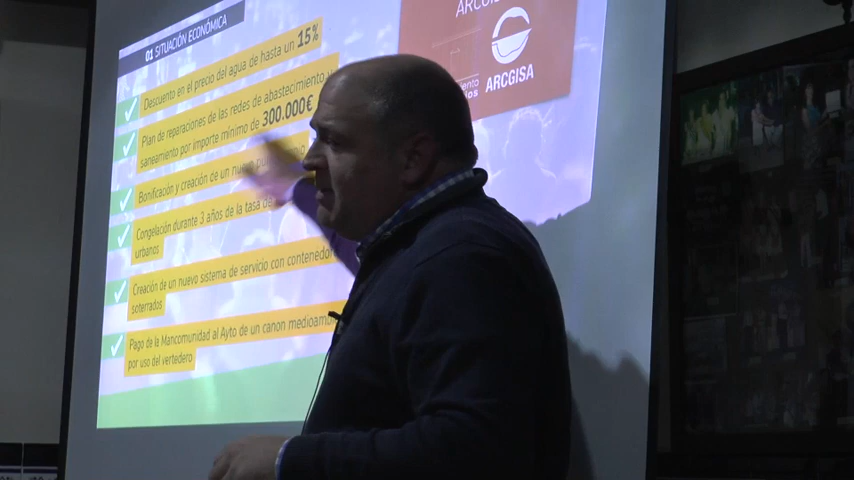 01 SITUACIÓN ECONÓMICA
Descuento en el precio del agua de hasta un 15%
Plan de reparaciones de las redes de abastecimiento y
saneamiento por importe mínimo de 300.000€
Bonificación y creación de un nuevo
Congelación durante 3 años de la tasa de
urbanos
Creación de un nuevo sistema de servicio con
soterrados
Pago de la Mancomunidad al Ayto de un canon
por uso del vertedero
ARCGISA